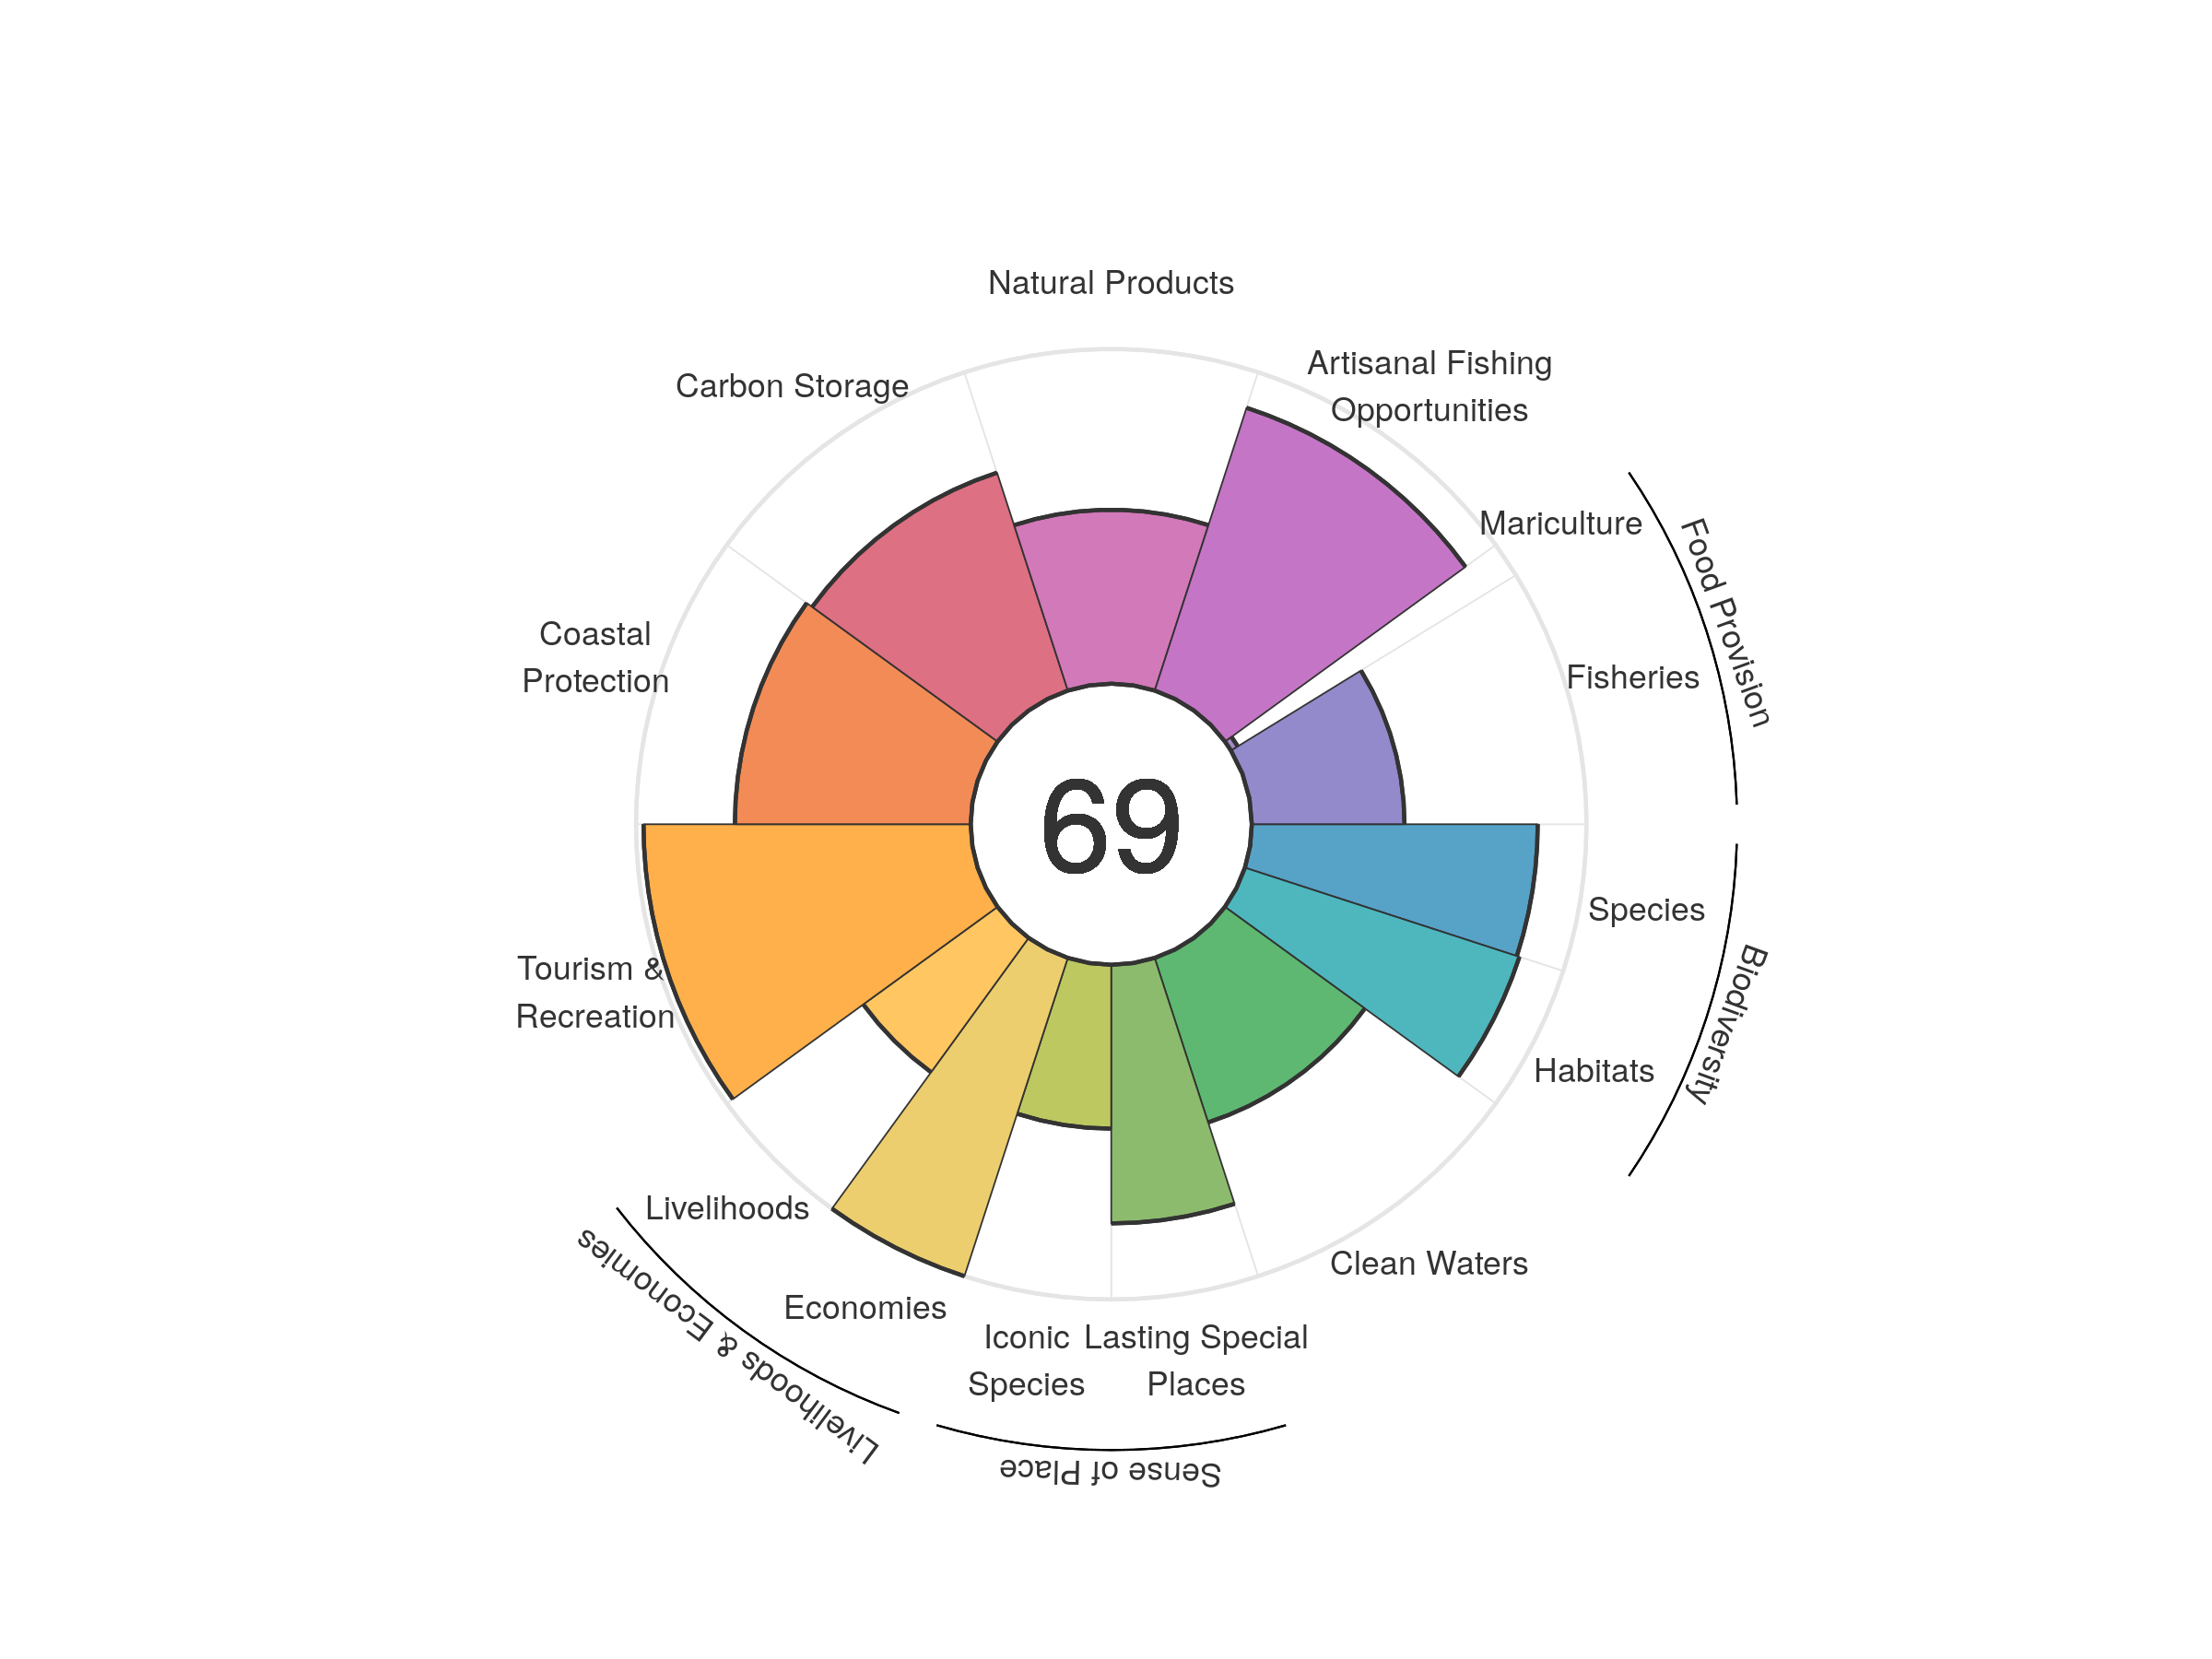 Natural Products
Artisanal Fishing
Opportunities
Carbon Storage
Mariculture
Food Provision
Fisheries
Coastal
Protection
69
Species
Biodiversity
Tourism &
Recreation
Habitats
Livelihoods
Clean Waters
Economies
Livelihoods & Economies
Iconic
Species
Lasting Special
Places
Sense of Place